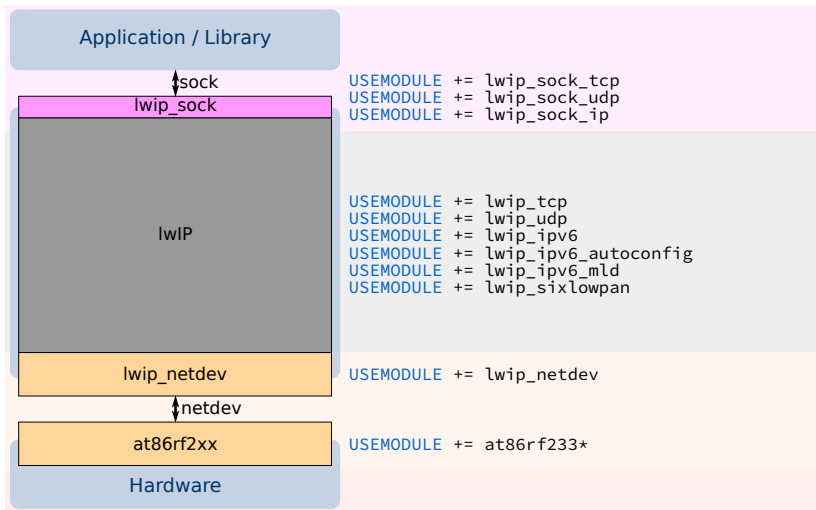 Application / Library
sock
USEMODULE += lwip_sock_tcp
USEMODULE += lwip_sock_udp
lwip_sock
USEMODULE += lwip_sock_ip
lwIP
USEMODULE += lwip_tcp
USEMODULE += lwip_udp
USEMODULE += lwip_ipv6
USEMODULE += lwip_ipv6_autoconfig
USEMODULE += lwip_ipv6_mld
USEMODULE += lwip_sixlowpan
lwip_netdev
USEMODULE += lwip_netdev
netdev
at86rf2xx
USEMODULE += at86rf233*
Hardware